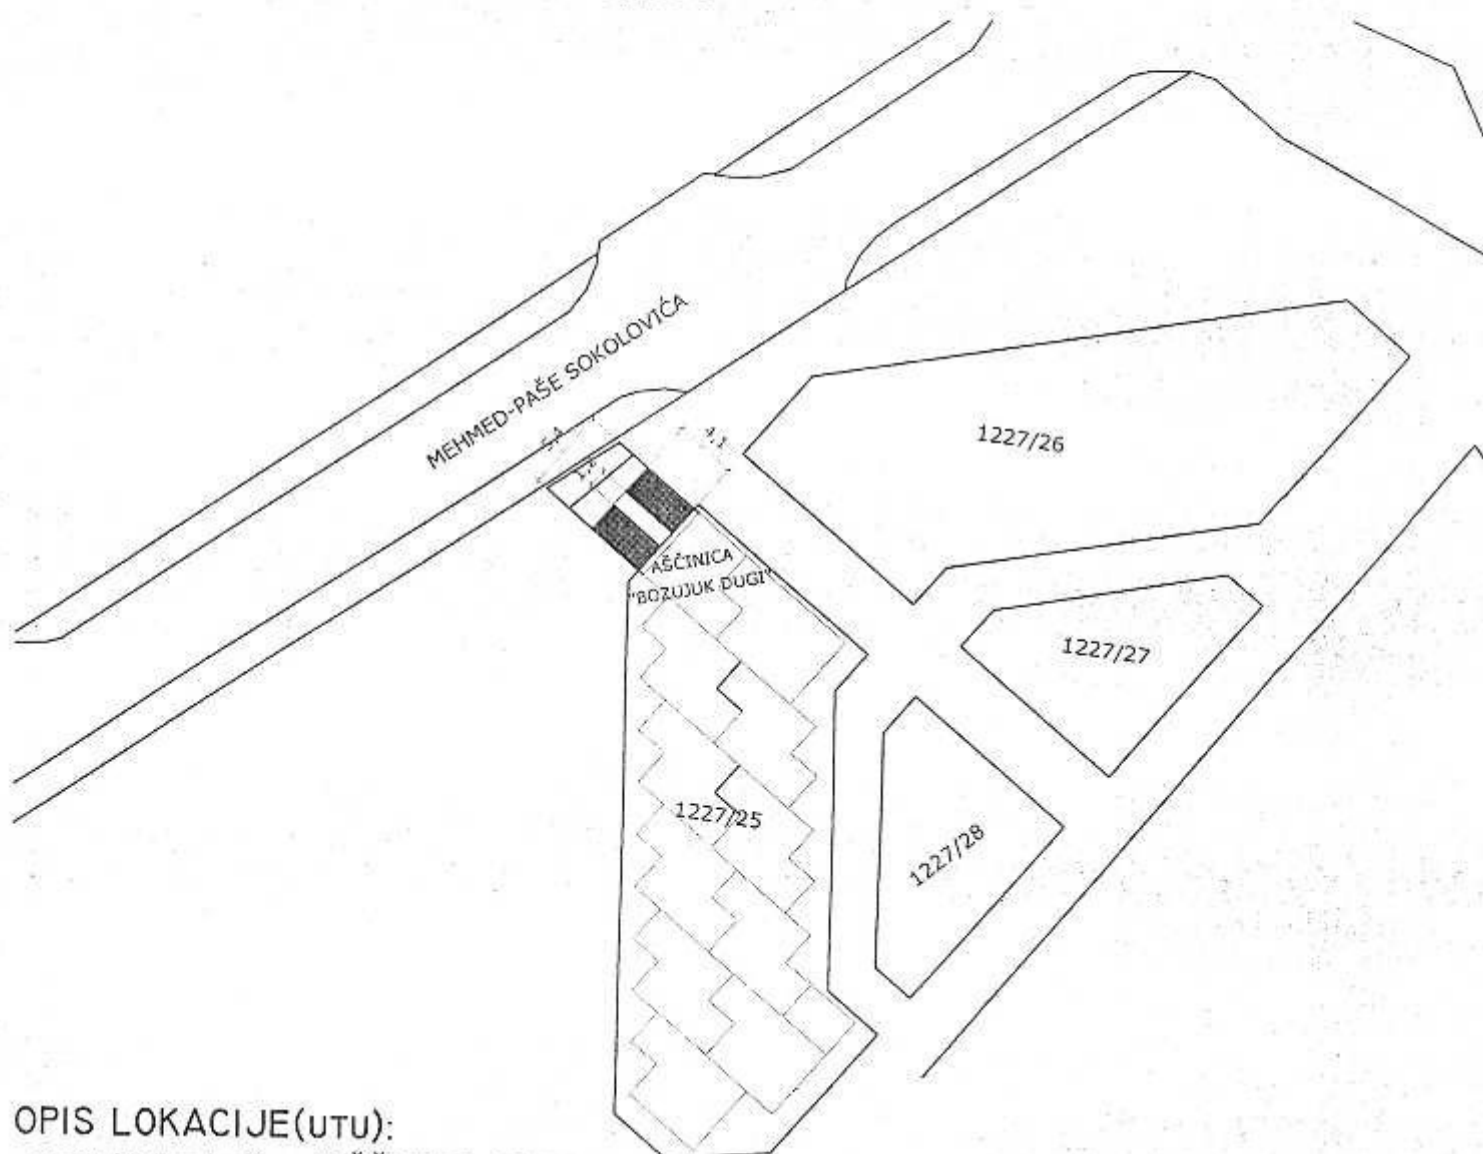 MEHMED-PAŠE SOKOLOVIĆA
1227/26
AŠČINICA
"BOZUJUK DUGI"
1227/27
1227/25
1227/28
OPIS LOKACIJE(UTU):